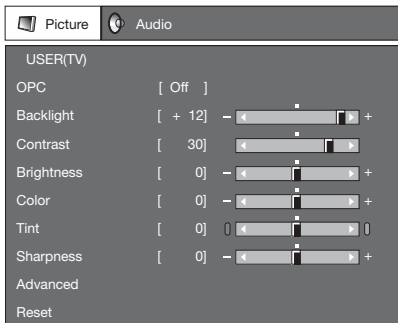 Picture Audio
USER(TV)
OPC [ Off ]
Backlight [ + 12] – +
Contrast [ 30]
Brightness [ 0] – +
Color [ 0] – +
Tint [ 0]
Sharpness [ 0] – +
Advanced
Reset